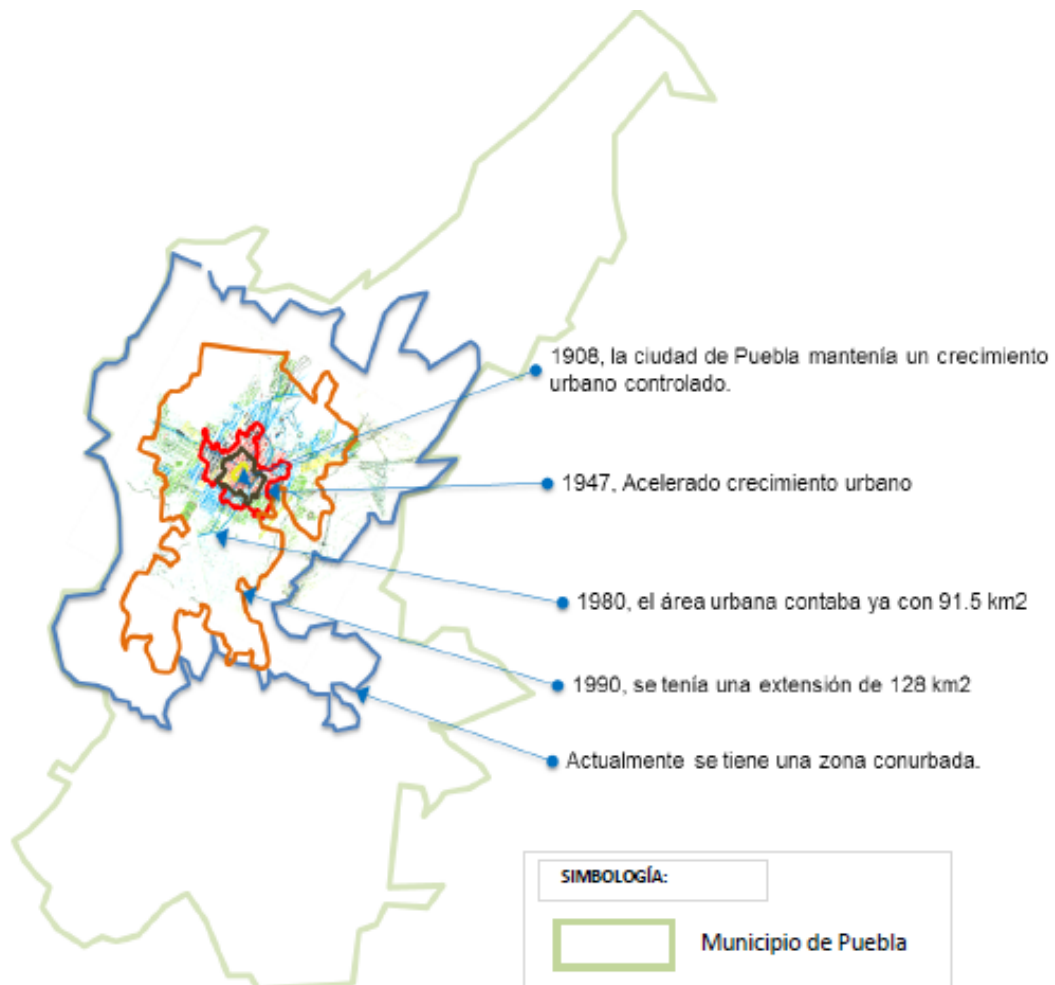 1908, la ciudad de Puebla mantenía un crecimiento
urbano controlado.
1947, Acelerado crecimiento urbano
1980, el área urbana contaba ya con 91.5 km2
1990, se tenía una extensión de 128 km2
Actualmente se tiene una zona conurbada.
SIMBOLOGÍA:
Municipio de Puebla